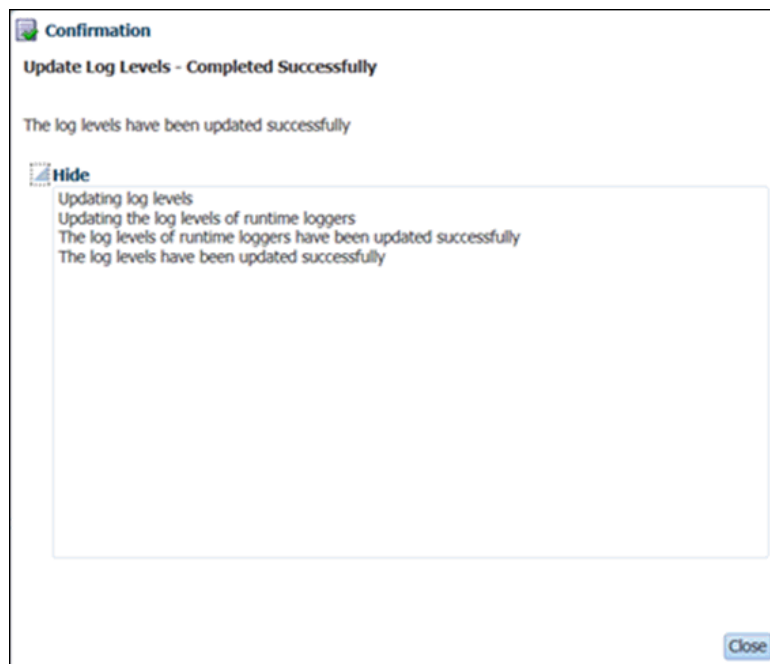 Confirmation
Update Log Levels - Completed Successfully
The log levels have been updated successfully
Hide
Updating log levels
Updating the log levels of runtime loggers
The log levels of runtime loggers have been updated successfully
The log levels have been updated successfully
Close